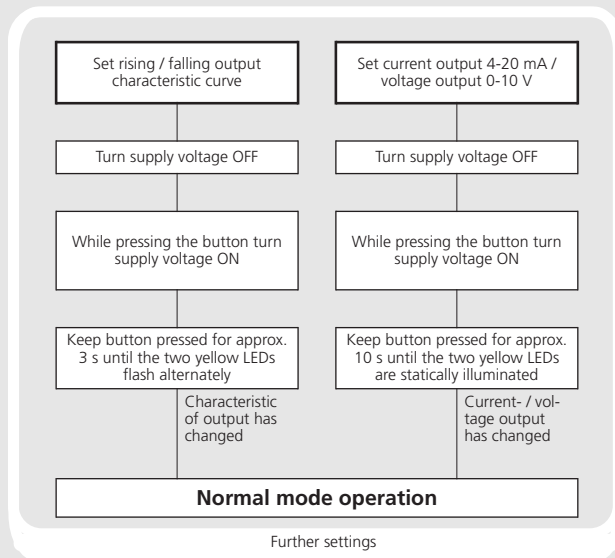 Set rising / falling output
characteristic curve
Turn supply voltage OFF
While pressing the button turn
supply voltage ON
Keep button pressed for approx.
3 s until the two yellow LEDs
flash alternately
Characteristic
of output has
changed
Set current output 4-20 mA /
voltage output 0-10 V
Turn supply voltage OFF
While pressing the button turn
supply voltage ON
Keep button pressed for approx.
10 s until the two yellow LEDs
are statically illuminated
Current- / vol-
tage output
has changed
Normal mode operation
Further settings